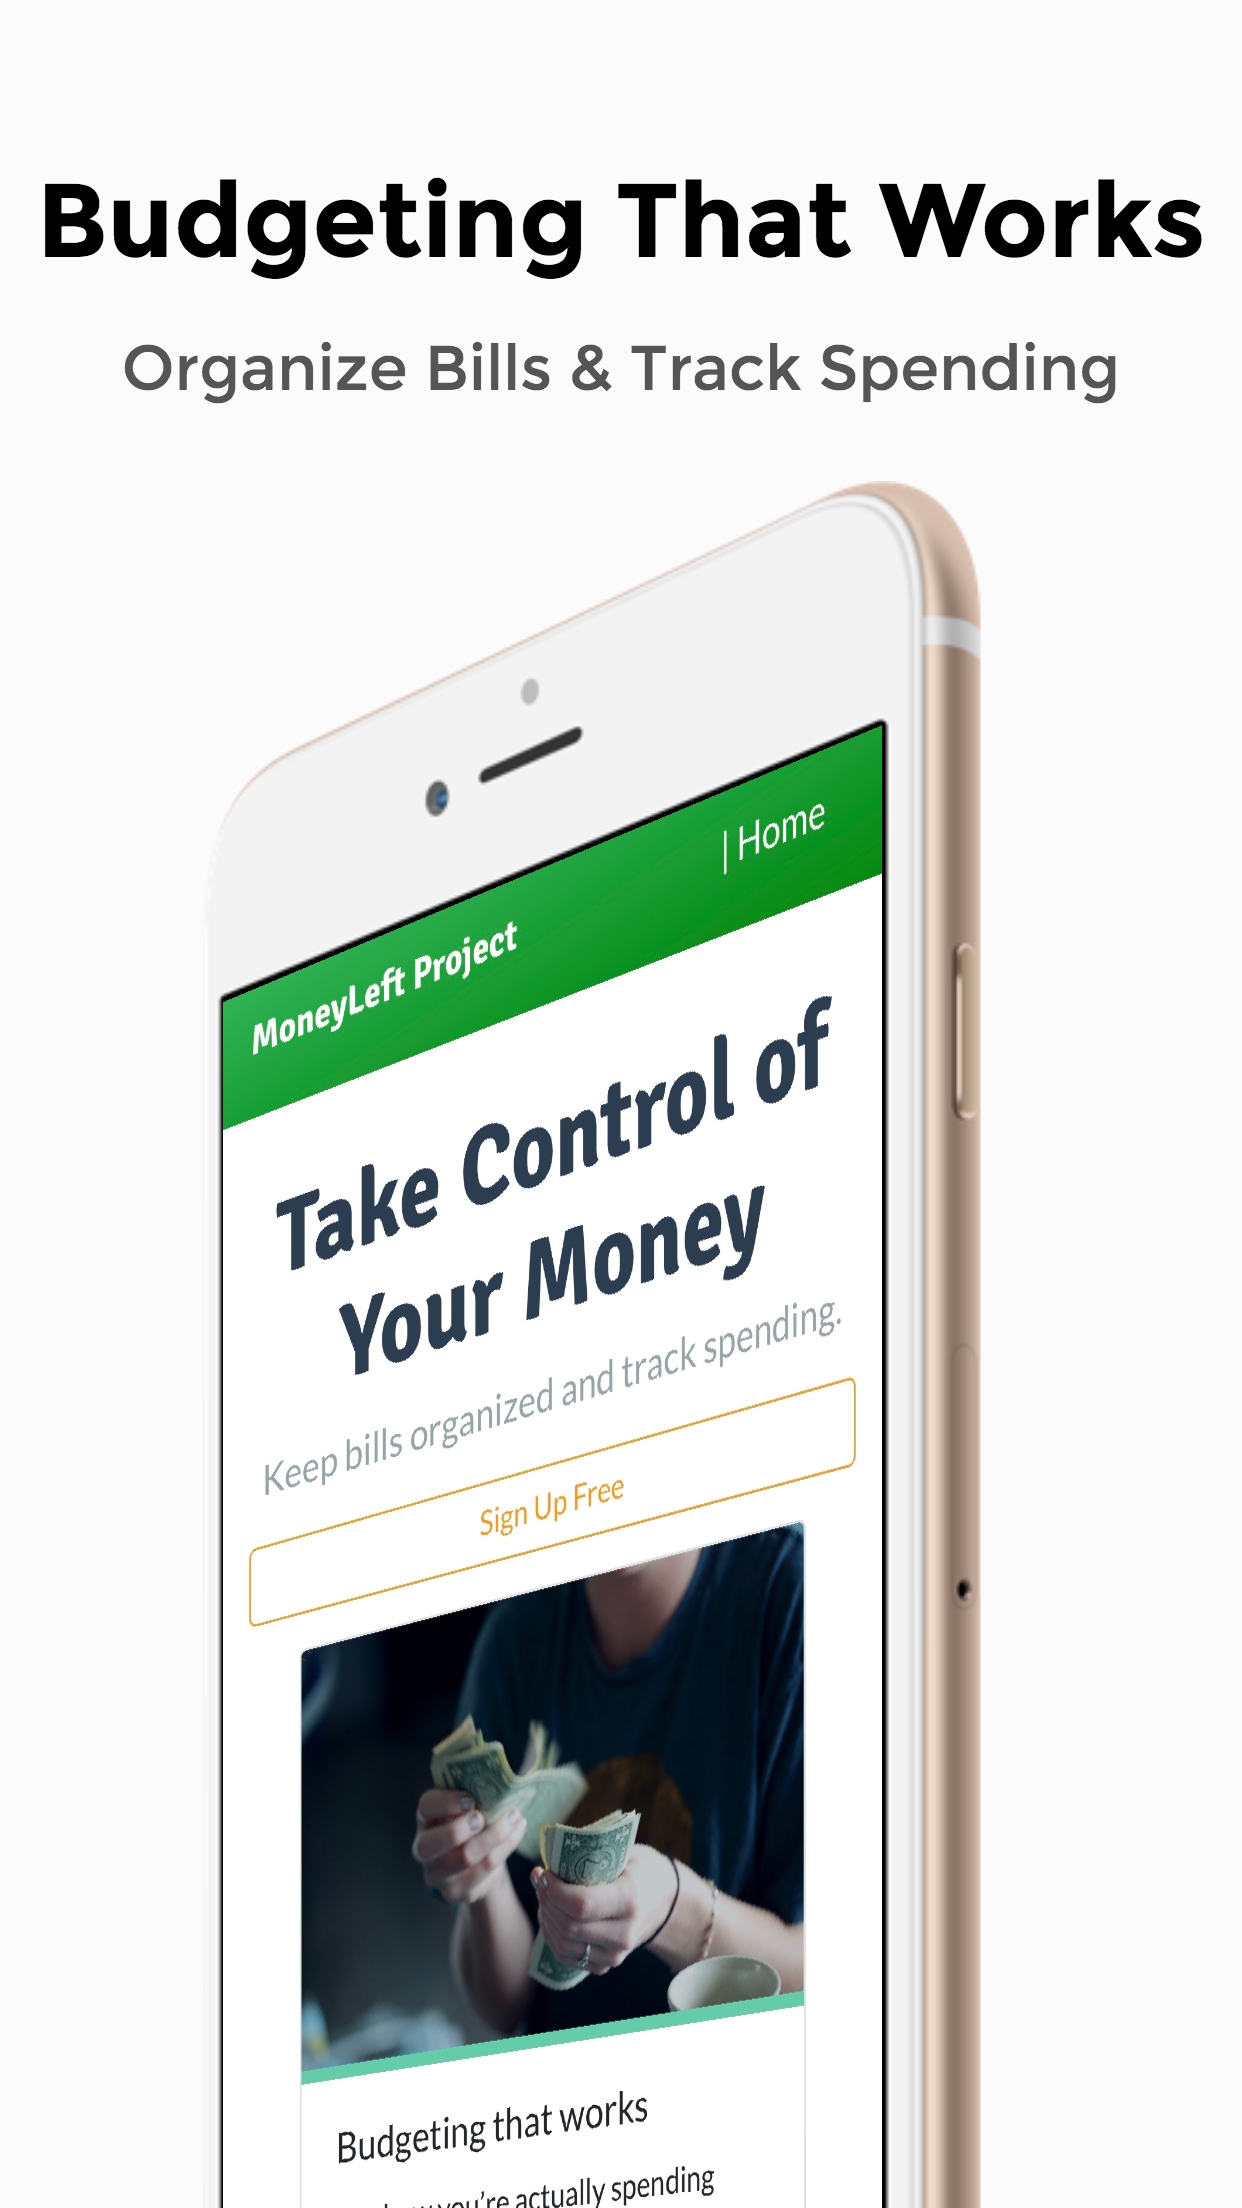 Budgeting That Works
Organize Bills & Track Spending
MoneyLeft Project
| Home
Take Control of
Your Money
Keep bills organized and track spending.
Sign Up Free
Budgeting that works
you're actually spending